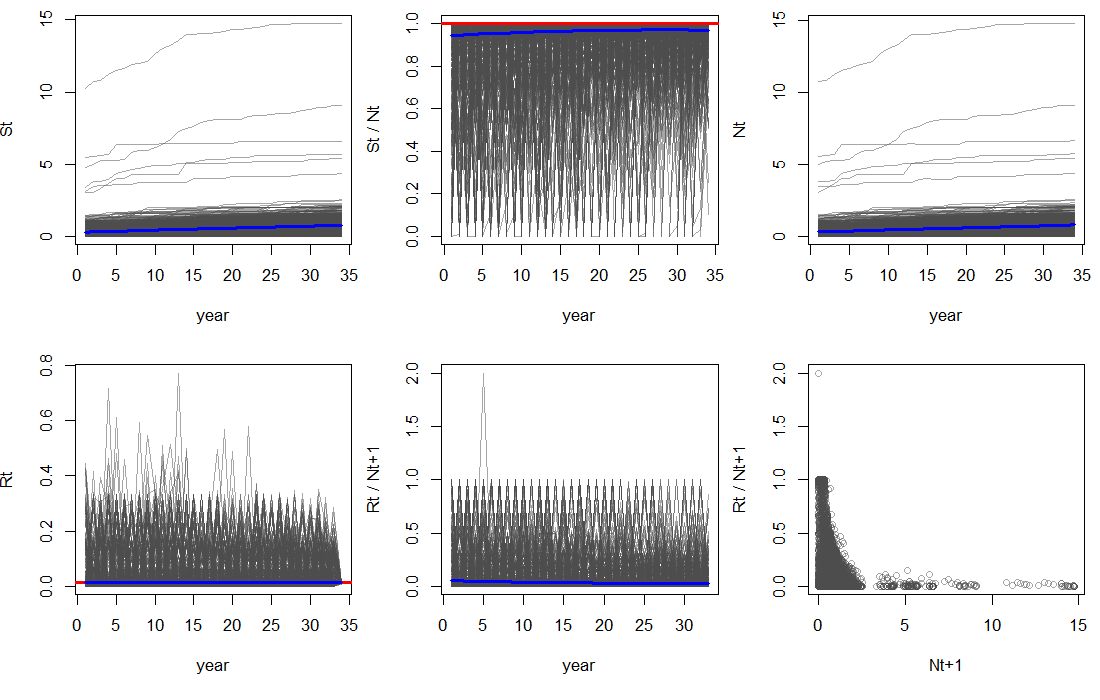 St
0 5 10 15
0 5 10 15 20 25 30 35
year
St / Nt
0.0 0.2 0.4 0.6 0.8 1.0
0 5 10 15 20 25 30 35
year
Nt
0 5 10 15
0 5 10 15 20 25 30 35
year
Rt
0.0 0.2 0.4 0.6 0.8
0 5 10 15 20 25 30 35
year
Rt / Nt+1
0.0 0.5 1.0 1.5 2.0
0 5 10 15 20 25 30
year
Rt / Nt+1
0.0 0.5 1.0 1.5 2.0
0 5 10 15
Nt+1